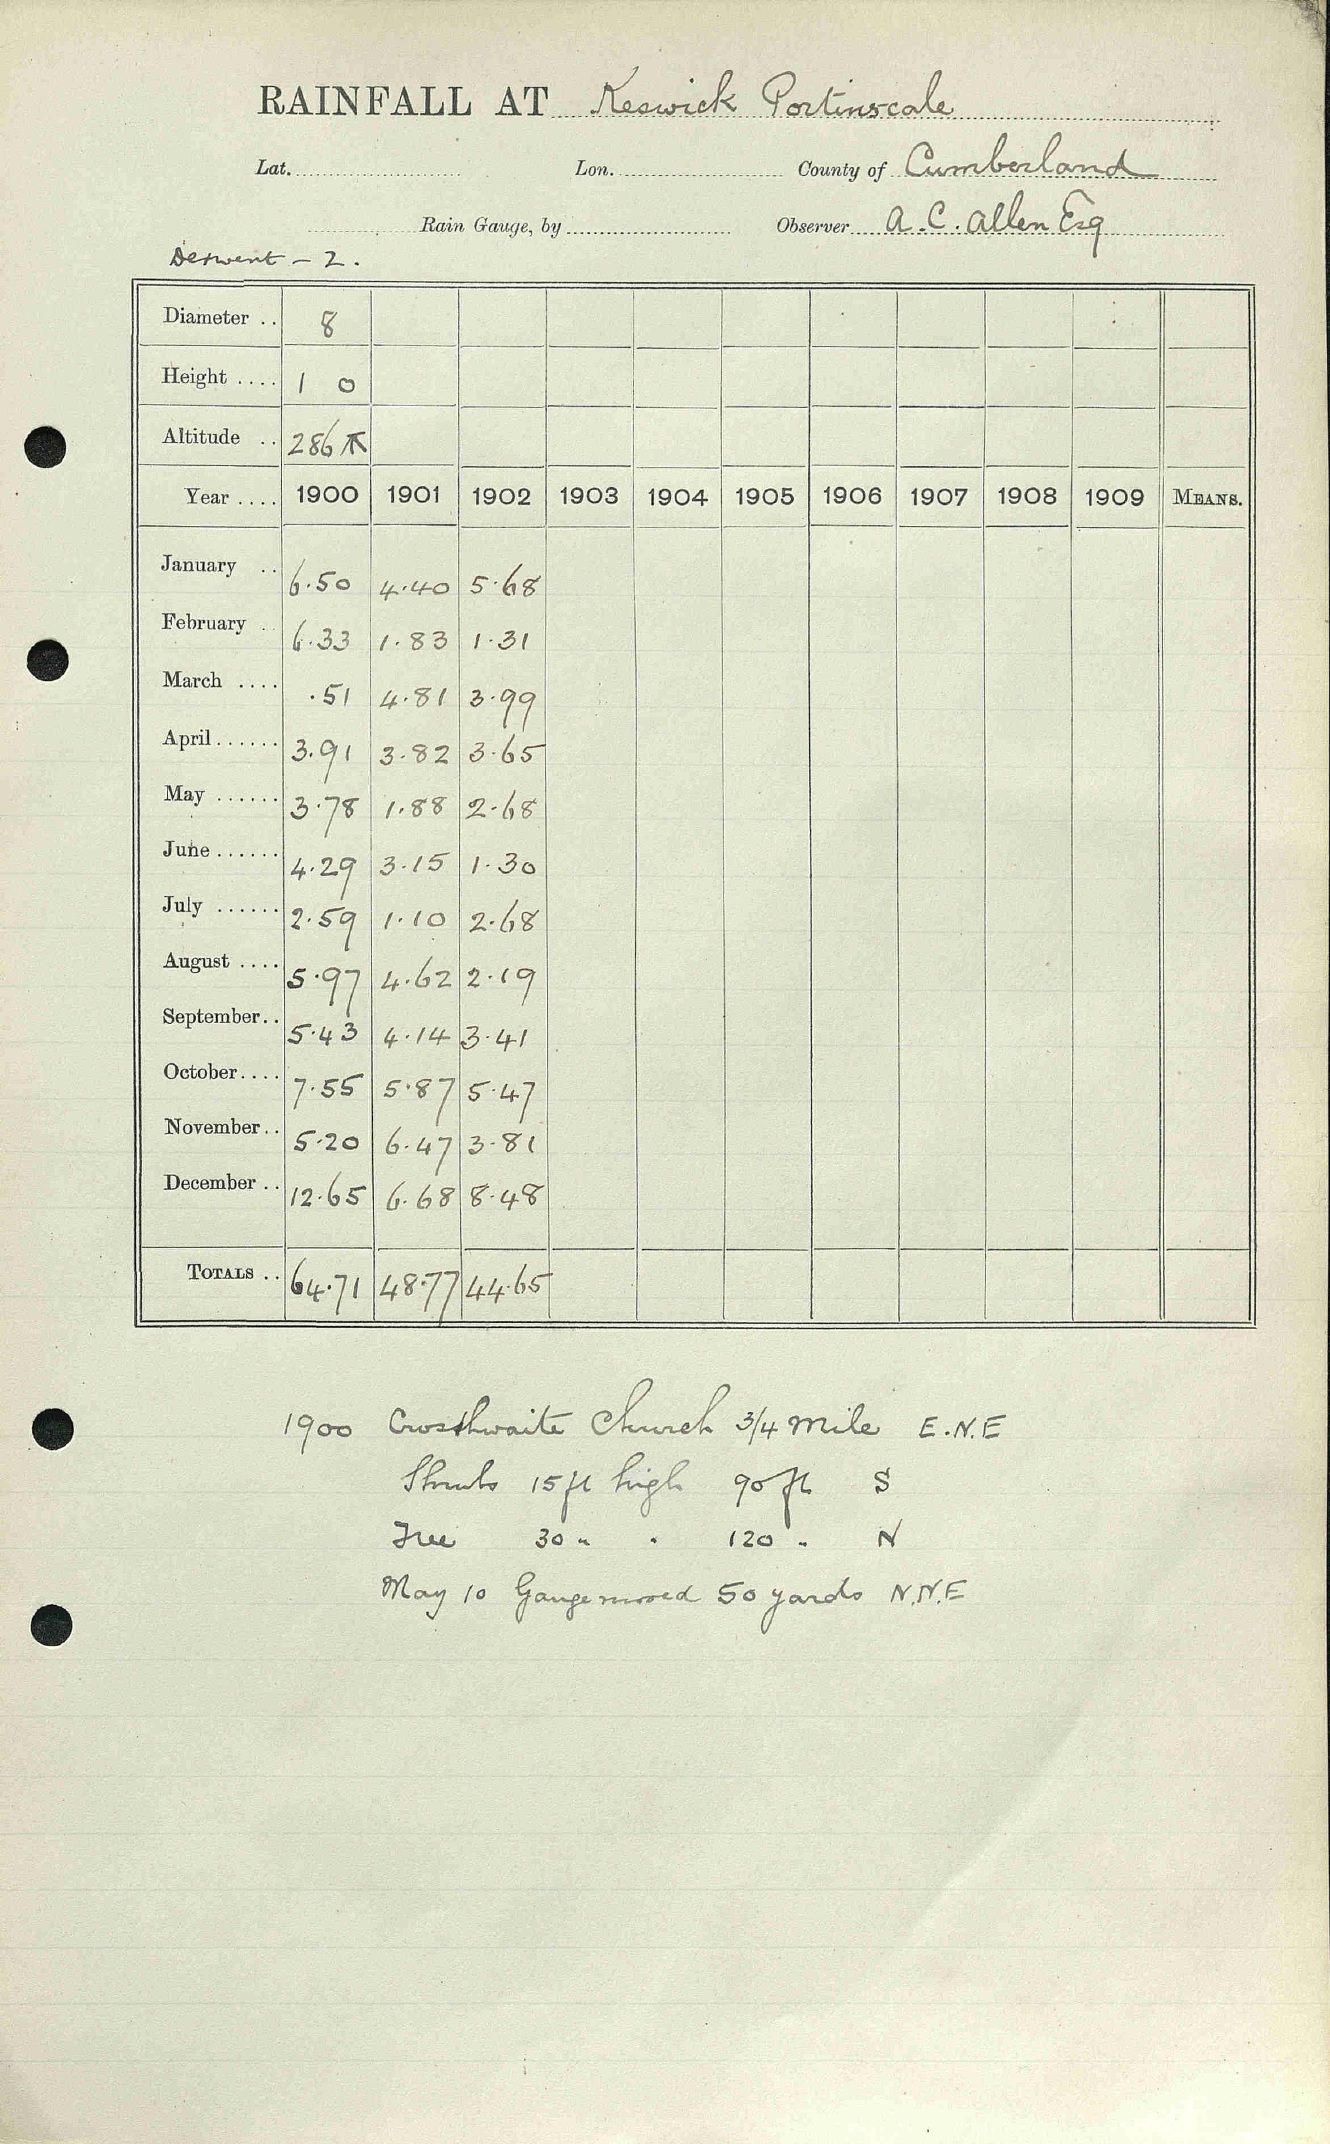 RAINFALL AT Keswick Portinscale
Lat. Lon. County of Cumberland
Rain Gauge, by Observer A. C. Allen Esq
Derwent - 2.
Diameter .. 8
Height .... 1 0
Altitude .. 286
Year .... 1900 1901 1902 1903 1904 1905 1906 1907 1908 1909 MEANS.
January .. 6.50 4.40 5.68
February .. 6.33 1.83 1.31
March .... .51 4.81 3.99
April ...... 3.91 3.82 3.65
May ...... 3.78 1.88 2.68
June ...... 4.29 3.15 1.30
July ...... 2.59 1.10 2.68
August .... 5.97 4.62 2.19
September .. 5.43 4.14 3.41
October .... 7.55 5.87 5.47
November .. 5.20 6.47 3.81
December .. 12.65 6.68 8.48
TOTALS .. 64.71 48.77 44.65
1900 Crosthwaite Church 3/4 mile E.N.E
Shrubs 15 ft high 90 ft S
Tree 30 " " 120 " N
May 10 Gauge moved 50 yards N.N.E